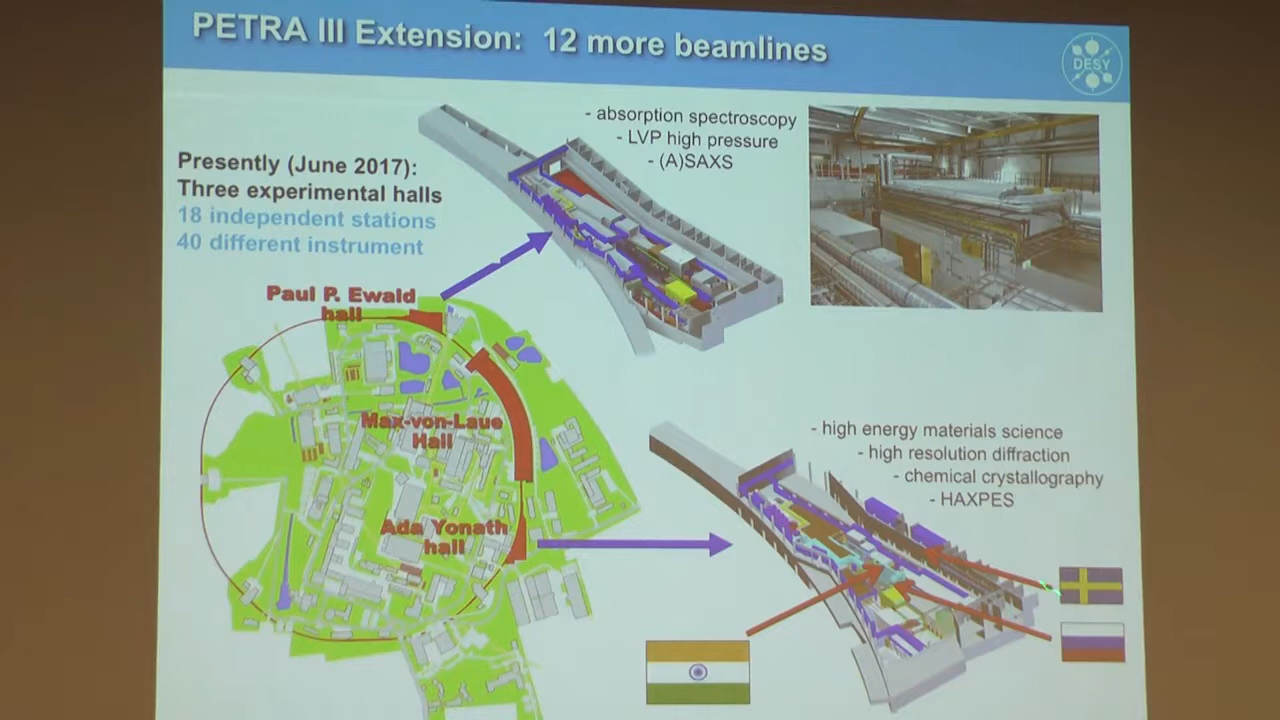 PETRA III Extension: 12 more beamlines
DESY
- absorption spectroscopy
- LVP high pressure
- (A)SAXS
Presently (June 2017):
Three experimental halls
18 independent stations
40 different instrument
Paul P. Ewald
hall
Max-von-Laue
Hall
Ada Yonath
hall
- high energy materials science
- high resolution diffraction
- chemical crystallography
- HAXPES